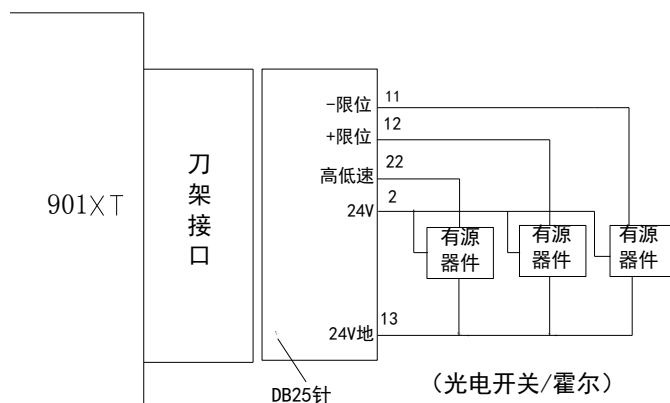 901XT
刀架接口
-限位
11
+限位
12
高低速
22
24V
2
有源
器件
有源
器件
有源
器件
24V地
13
DB25针
（光电开关/霍尔）